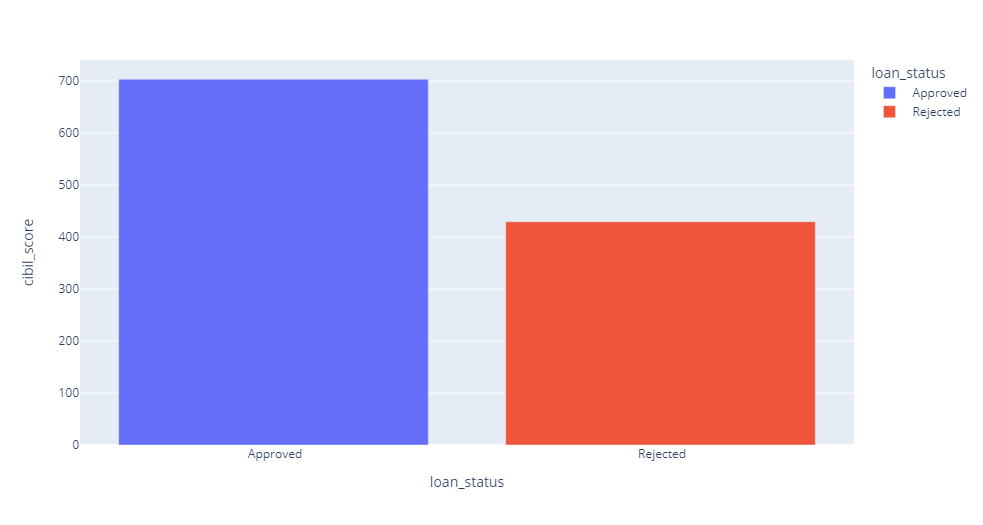 loan_status
Approved
Rejected
cibil_score
700
600
500
400
300
200
100
0
Approved
Rejected
loan_status